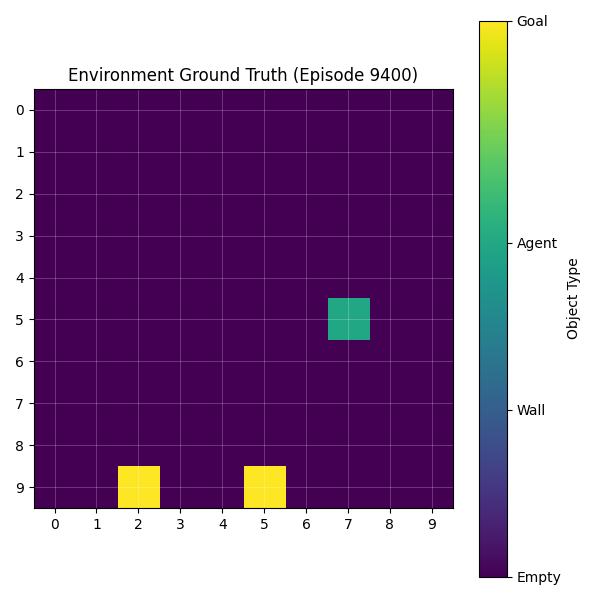 Environment Ground Truth (Episode 9400)
0
1
2
3
4
5
6
7
8
9
0 1 2 3 4 5 6 7 8 9
Goal
Agent
Wall
Empty
Object Type